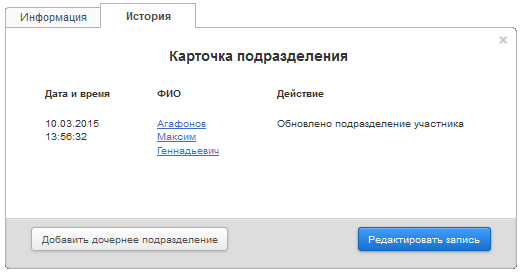 Информация
История
Карточка подразделения
Дата и время ФИО Действие
10.03.2015 Агафонов Обновлено подразделение участника
13:56:32 Максим
Геннадьевич
Добавить дочернее подразделение Редактировать запись